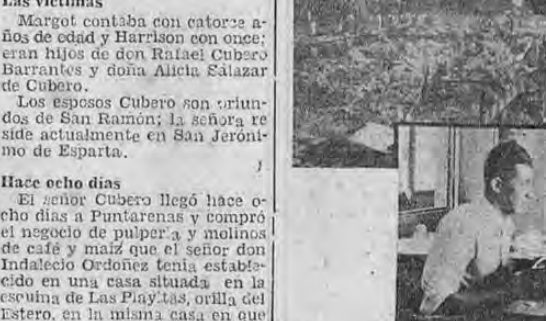 Las víctimas
Margot contaba con catorce a-
ños de edad y Harrison con once;
eran hijos de don Rafael Cubero
Barrantes y doña Alicia Salazar
de Cubero.
Los esposos Cubero son oriun-
dos de San Ramón; la señora re
side actualmente en San Jeróni-
mo de Esparta.
Hace ocho días
El señor Cubero llegó hace o-
cho días a Puntarenas y compró
el negocio de pulpería y molinos
de café y maíz que el señor don
Indalecio Ordoñez tenía estable-
cido en una casa situada en la
esquina de Las Playitas, orilla del
Estero, en la misma casa en que